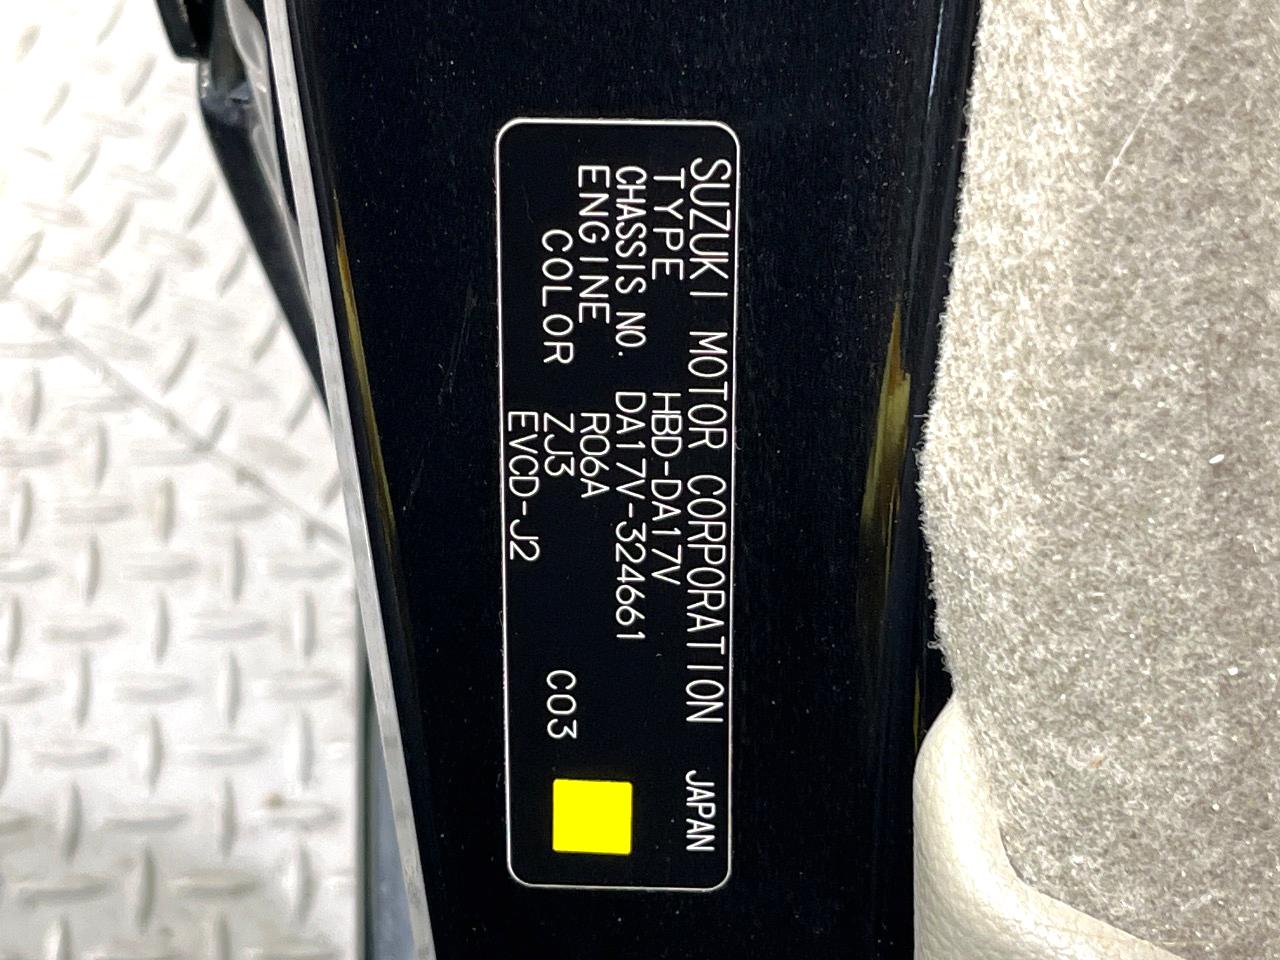 SUZUKI MOTOR CORPORATION JAPAN
TYPE HBD-DA17V
CHASSIS NO. DA17V-324661
ENGINE R06A
COLOR ZJ3 C03
EVCD-J2